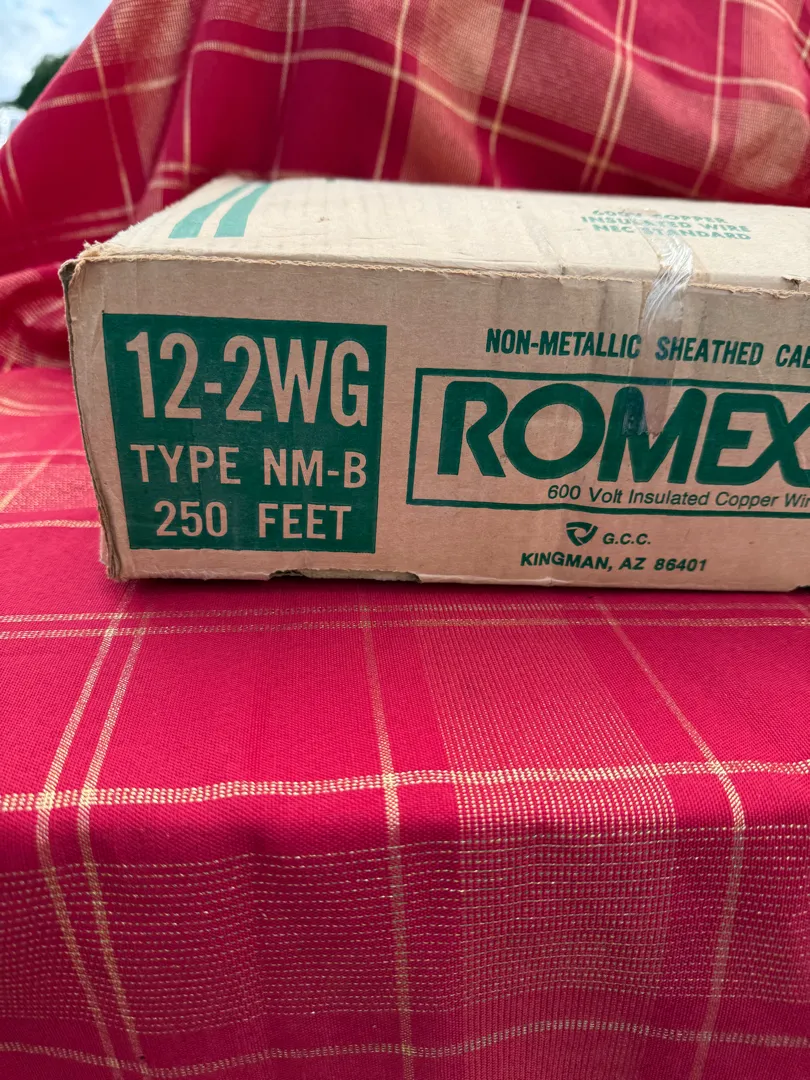 600V COPPER
INSULATED WIRE
NEC STANDARD
12-2WG
TYPE NM-B
250 FEET
NON-METALLIC SHEATHED CAB
ROMEX
600 Volt Insulated Copper Wir
G.C.C.
KINGMAN, AZ 86401